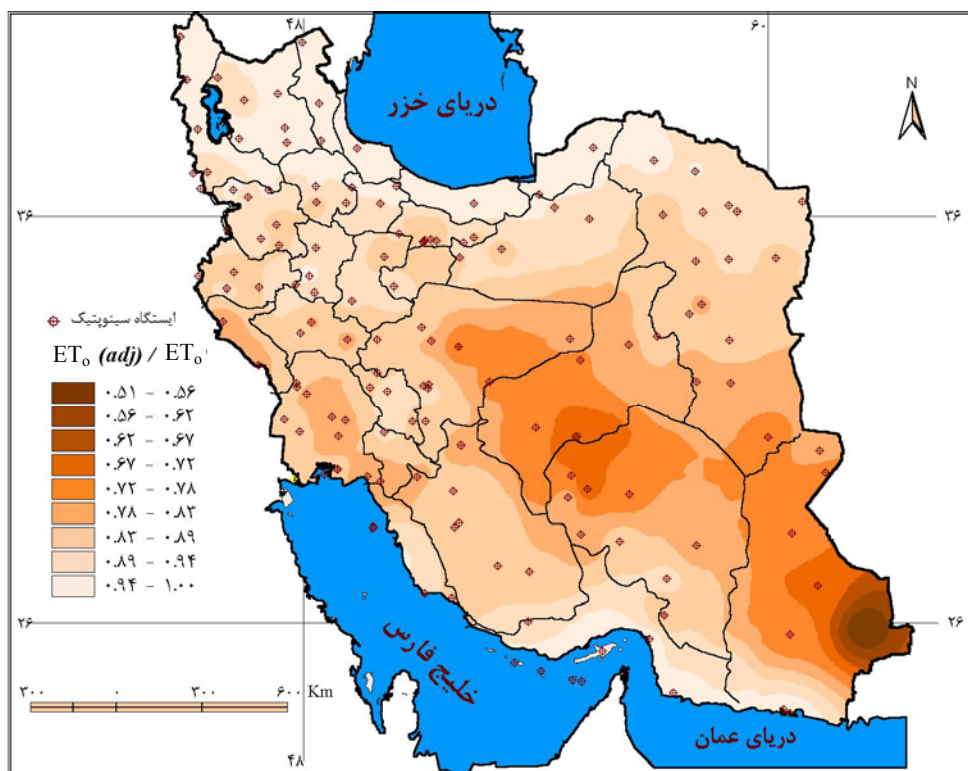 ۴۸
۶۰
دریای خزر
N
۳۶
۳۶
ایستگاه سینوپتیک
ETo (adj) / ETo
۰.۵۱ - ۰.۵۶
۰.۵۶ - ۰.۶۲
۰.۶۲ - ۰.۶۷
۰.۶۷ - ۰.۷۲
۰.۷۲ - ۰.۷۸
۰.۷۸ - ۰.۸۳
۰.۸۳ - ۰.۸۹
۰.۸۹ - ۰.۹۴
۰.۹۴ - ۱.۰۰
۲۶
۲۶
خلیج فارس
۳۰۰ ۰ ۳۰۰ ۶۰۰ Km
دریای عمان
۴۸